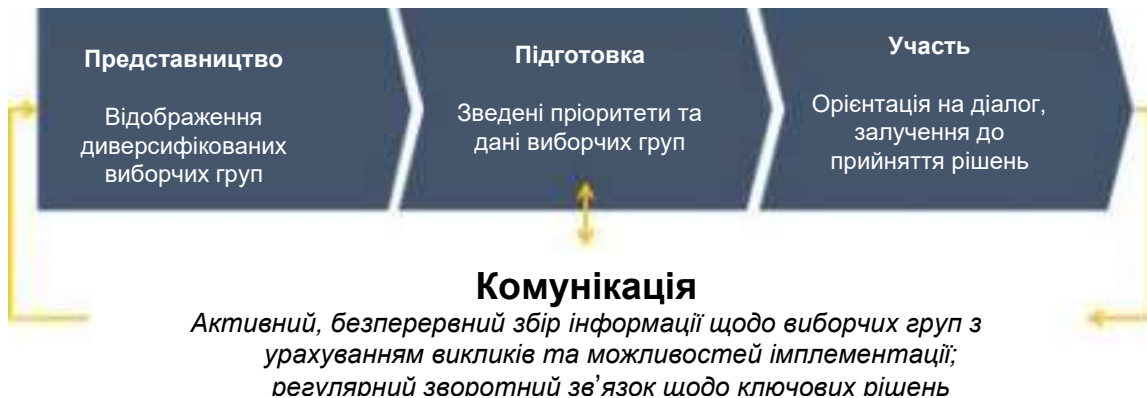 Представництво
Відображення
диверсифікованих
виборчих груп
Підготовка
Зведені пріоритети та
дані виборчих груп
Участь
Орієнтація на діалог,
залучення до
прийняття рішень
Комунікація
Активний, безперервний збір інформації щодо виборчих груп з
урахуванням викликів та можливостей імплементації;
регулярний зворотний зв’язок щодо ключових рішень